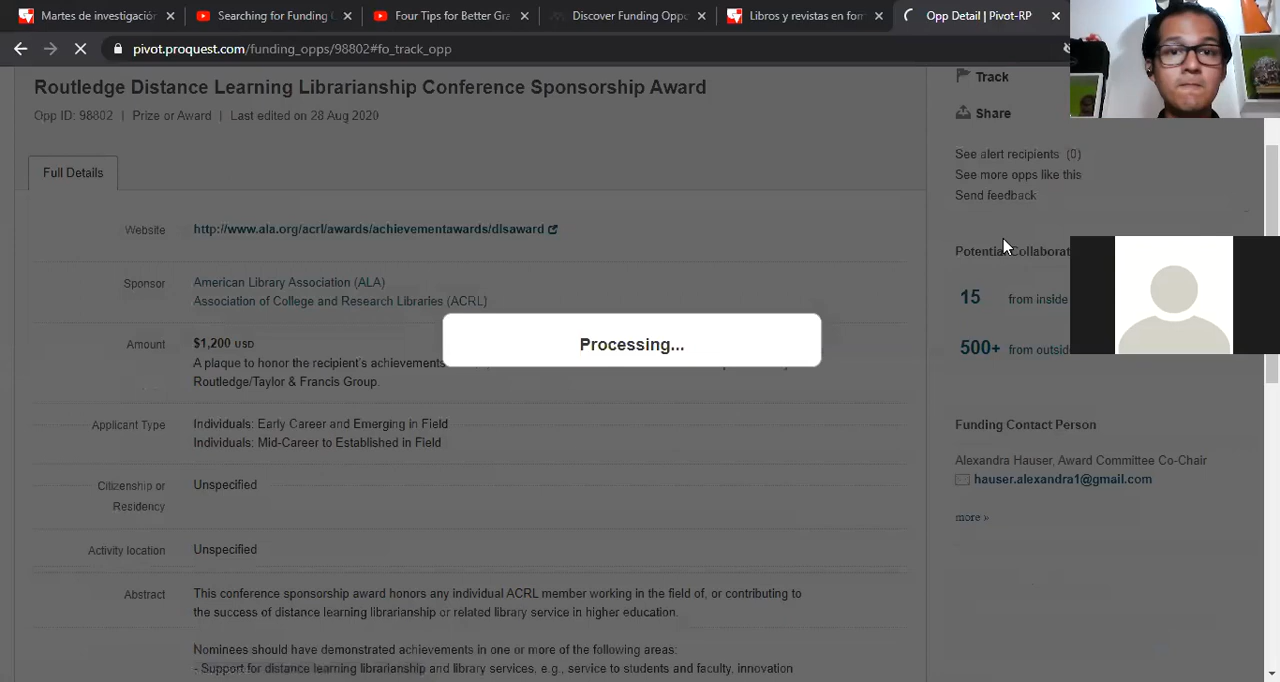 Martes de investigación
Searching for Funding
Four Tips for Better Gra
Discover Funding Oppo
Libros y revistas en for
Opp Detail | Pivot-RP
pivot.proquest.com/funding_opps/98802#fo_track_opp
Routledge Distance Learning Librarianship Conference Sponsorship Award
Opp ID: 98802 | Prize or Award | Last edited on 28 Aug 2020
Full Details
Website http://www.ala.org/acrl/awards/achievementawards/dlsaward
Sponsor American Library Association (ALA)
Association of College and Research Libraries (ACRL)
Amount $1,200 USD
A plaque to honor the recipient's achievements
Routledge/Taylor & Francis Group.
Processing...
Applicant Type Individuals: Early Career and Emerging in Field
Individuals: Mid-Career to Established in Field
Citizenship or Unspecified
Residency
Activity location Unspecified
Abstract This conference sponsorship award honors any individual ACRL member working in the field of, or contributing to
the success of distance learning librarianship or related library service in higher education.
Nominees should have demonstrated achievements in one or more of the following areas:
- Support for distance learning librarianship and library services, e.g., service to students and faculty, innovation
Track
Share
See alert recipients (0)
See more opps like this
Send feedback
Potential Collaborat
15 from inside
500+ from outside
Funding Contact Person
Alexandra Hauser, Award Committee Co-Chair
hauser.alexandra1@gmail.com
more »